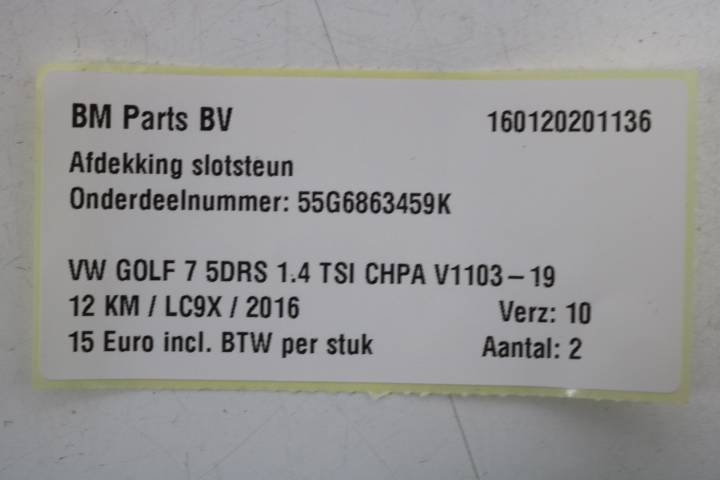 BM Parts BV 160120201136
Afdekking slotsteun
Onderdeelnummer: 55G6863459K
VW GOLF 7 5DRS 1.4 TSI CHPA V1103-19
12 KM / LC9X / 2016 Verz: 10
15 Euro incl. BTW per stuk Aantal: 2